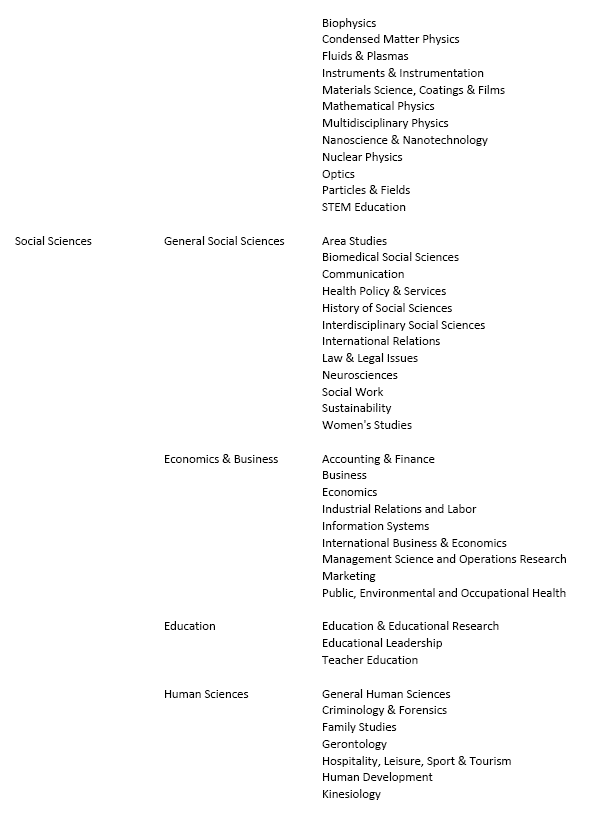 Biophysics
Condensed Matter Physics
Fluids & Plasmas
Instruments & Instrumentation
Materials Science, Coatings & Films
Mathematical Physics
Multidisciplinary Physics
Nanoscience & Nanotechnology
Nuclear Physics
Optics
Particles & Fields
STEM Education
Social Sciences General Social Sciences Area Studies
Biomedical Social Sciences
Communication
Health Policy & Services
History of Social Sciences
Interdisciplinary Social Sciences
International Relations
Law & Legal Issues
Neurosciences
Social Work
Sustainability
Women's Studies
Economics & Business Accounting & Finance
Business
Economics
Industrial Relations and Labor
Information Systems
International Business & Economics
Management Science and Operations Research
Marketing
Public, Environmental and Occupational Health
Education Education & Educational Research
Educational Leadership
Teacher Education
Human Sciences General Human Sciences
Criminology & Forensics
Family Studies
Gerontology
Hospitality, Leisure, Sport & Tourism
Human Development
Kinesiology